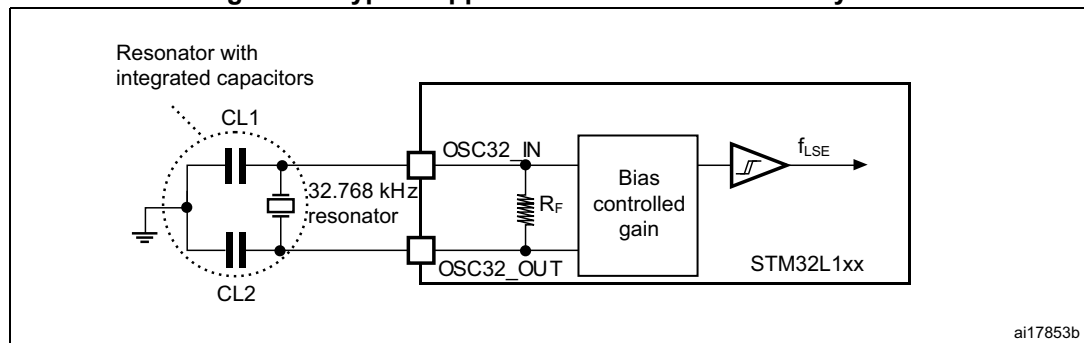 Resonator with
integrated capacitors
CL1
OSC32_IN
fLSE
32.768 kHz
resonator
RF
Bias
controlled
gain
OSC32_OUT
STM32L1xx
CL2
ai17853b